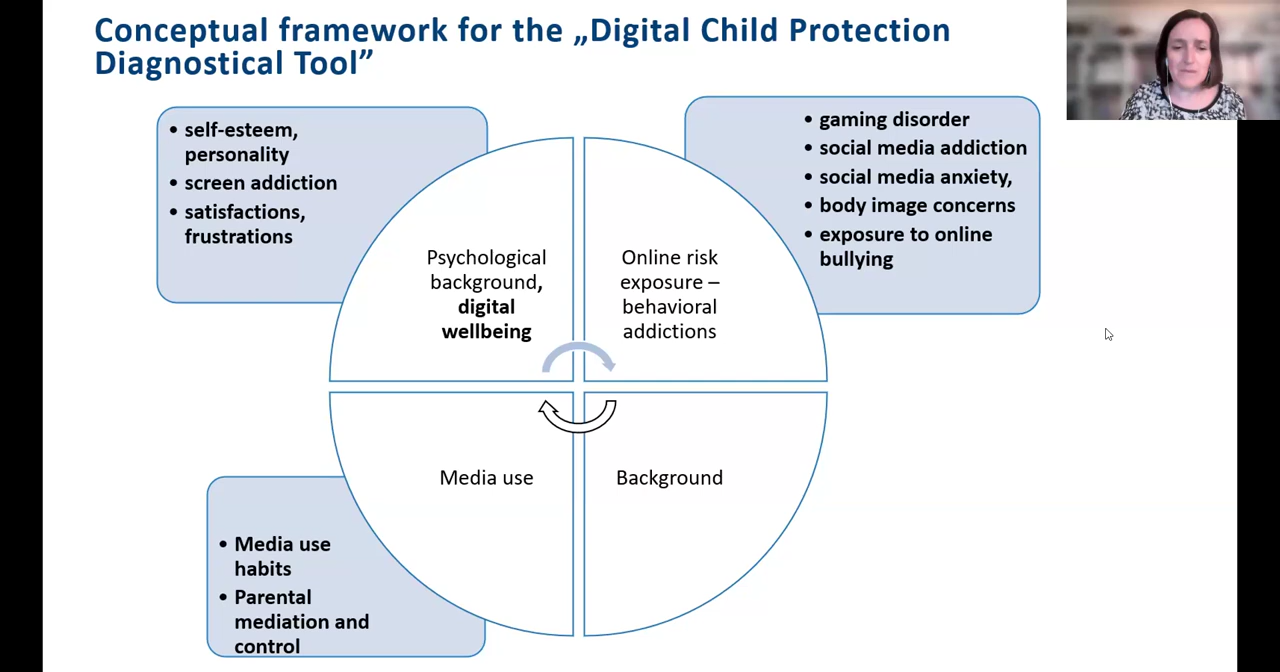 Conceptual framework for the „Digital Child Protection
Diagnostical Tool”
• self-esteem,
personality
• screen addiction
• satisfactions,
frustrations
• gaming disorder
• social media addiction
• social media anxiety,
• body image concerns
• exposure to online
bullying
Psychological
background, digital
wellbeing
Online risk
exposure –
behavioral
addictions
Media use
Background
• Media use
habits
• Parental
mediation and
control